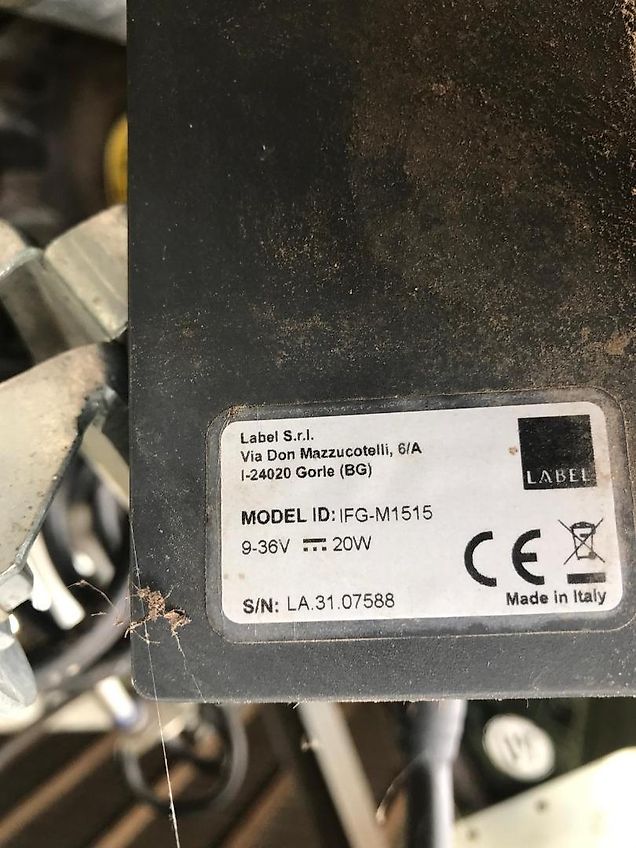 Label S.r.l.
Via Don Mazzucotelli, 6/A
I-24020 Gorle (BG)
LABEL
MODEL ID: IFG-M1515
9-36V ⎓ 20W
CE
S/N: LA.31.07588
Made in Italy